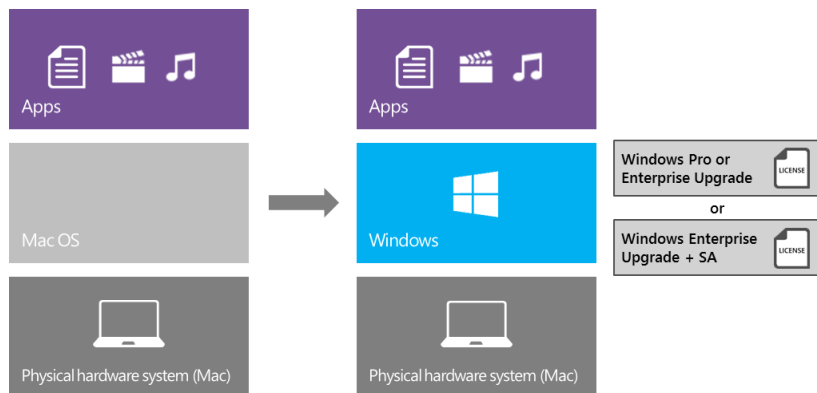 Apps
Mac OS
Physical hardware system (Mac)
Apps
Windows
Physical hardware system (Mac)
Windows Pro or
Enterprise Upgrade
LICENSE
or
Windows Enterprise
Upgrade + SA
LICENSE